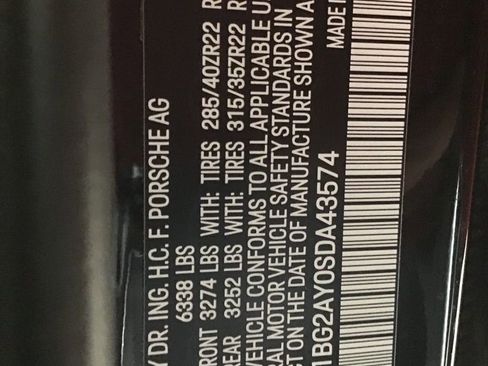 Y DR. ING. H.C. F. PORSCHE AG
6338 LBS
FRONT 3274 LBS WITH: TIRES 285/40ZR22 R
REAR 3252 LBS WITH: TIRES 315/35ZR22 R
VEHICLE CONFORMS TO ALL APPLICABLE U
RAL MOTOR VEHICLE SAFETY STANDARDS IN
CT ON THE DATE OF MANUFACTURE SHOWN A
1BG2AY0SDA43574
MADE I